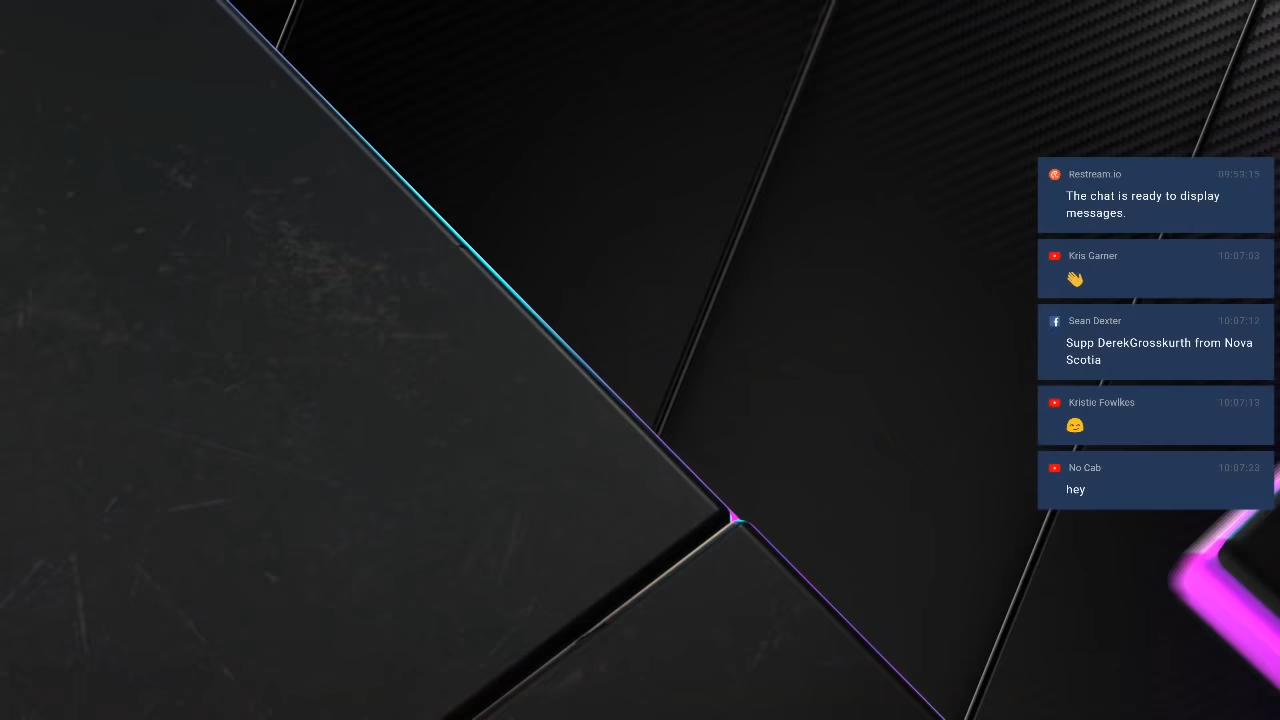 Restream.io 09:53:15
The chat is ready to display
messages.
Kris Garner 10:07:03
Sean Dexter 10:07:12
Supp DerekGrosskurth from Nova
Scotia
Kristie Fowlkes 10:07:13
No Cab 10:07:23
hey